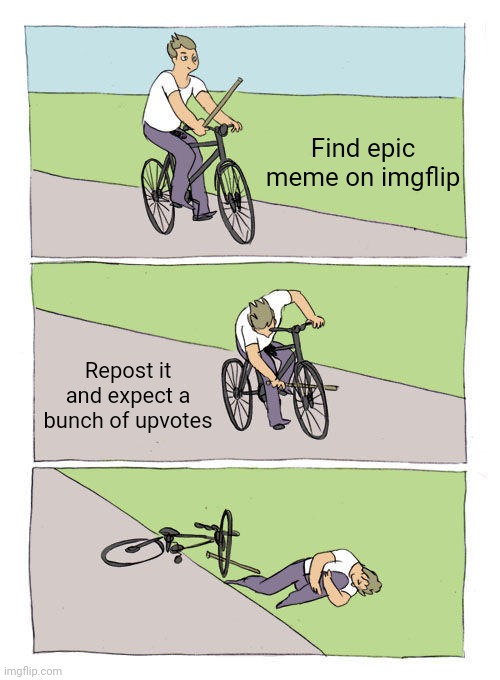 Find epic
meme on imgflip
Repost it
and expect a
bunch of upvotes
imgflip.com